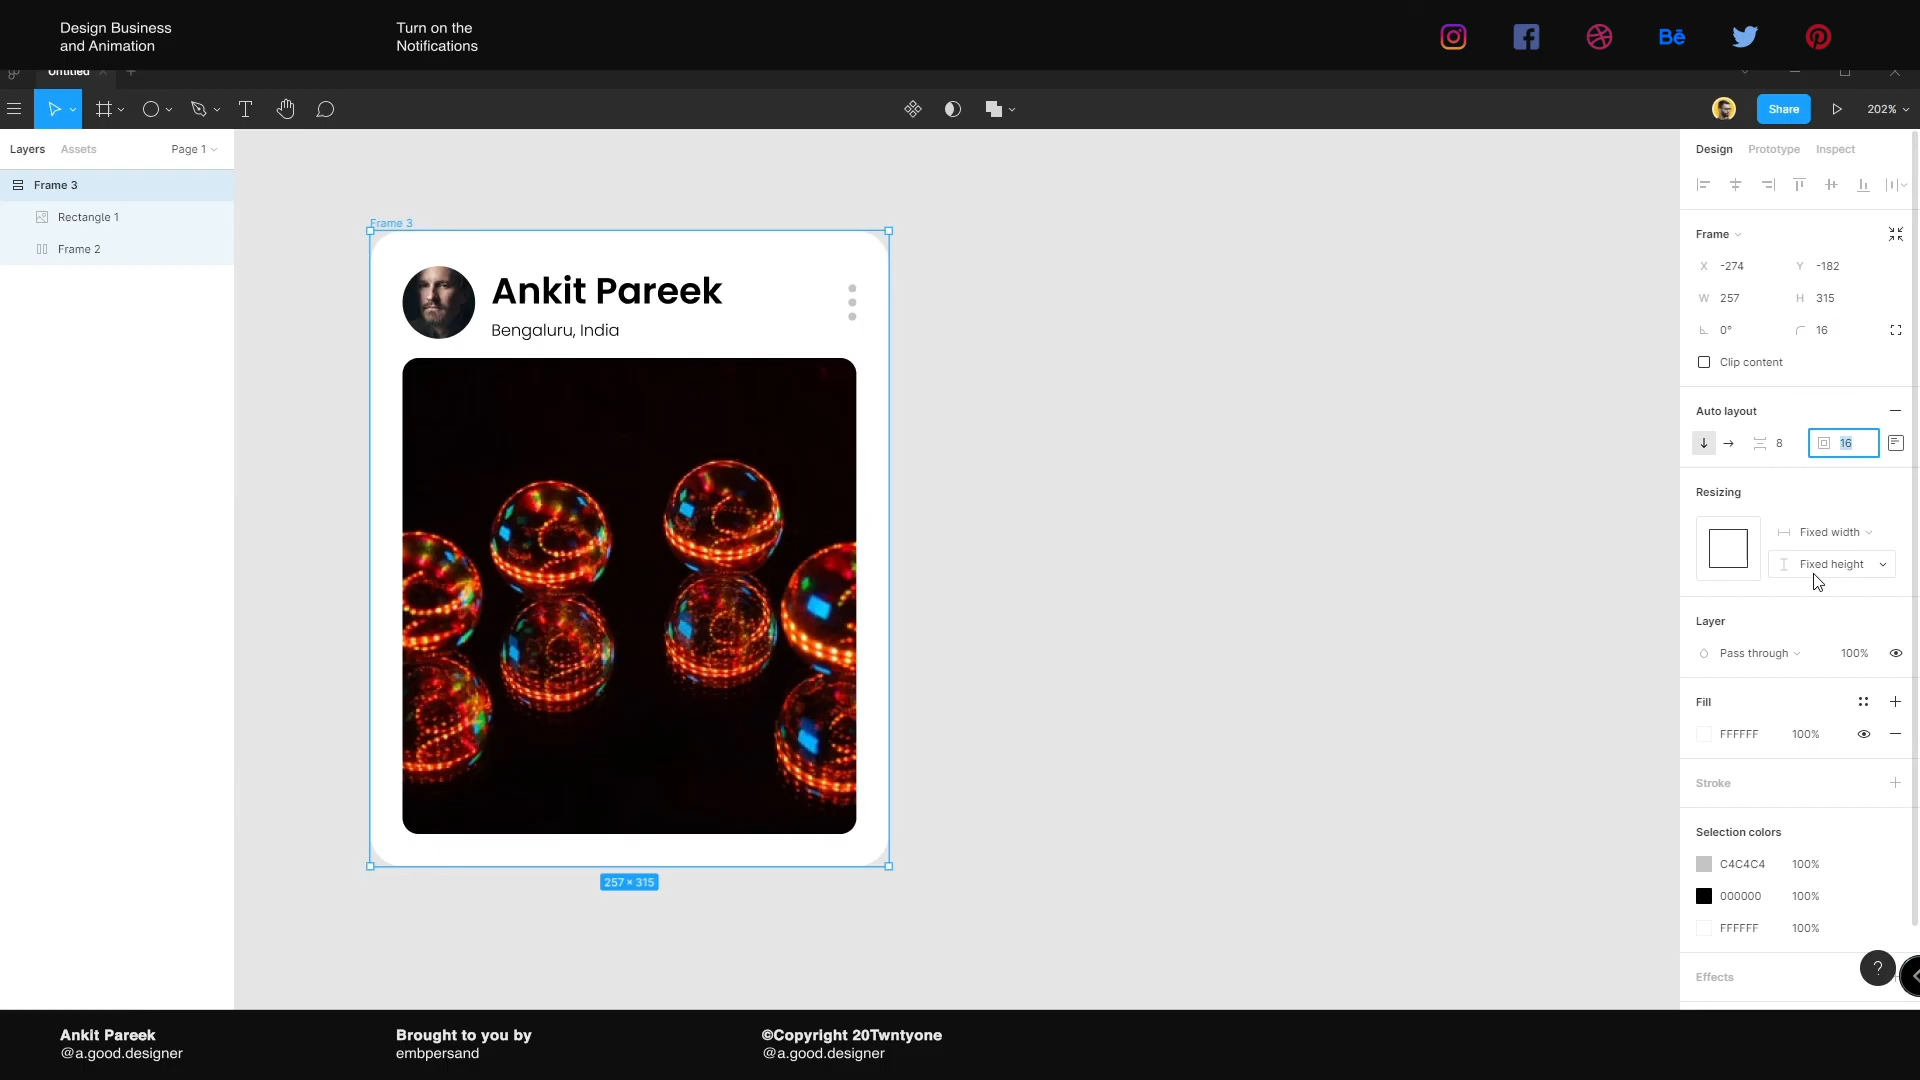 Design Business
and Animation
Turn on the
Notifications
Bē
Untitled
Share
202%
Layers
Assets
Page 1
Frame 3
Rectangle 1
Frame 2
Frame 3
Ankit Pareek
Bengaluru, India
257 × 315
Design
Prototype
Inspect
Frame
X -274
Y -182
W 257
H 315
0°
16
Clip content
Auto layout
8
16
Resizing
Fixed width
Fixed height
Layer
Pass through
100%
Fill
FFFFFF
100%
Stroke
Selection colors
C4C4C4
100%
000000
100%
FFFFFF
100%
Effects
?
Ankit Pareek
@a.good.designer
Brought to you by
embpersand
©Copyright 20Twntyone
@a.good.designer